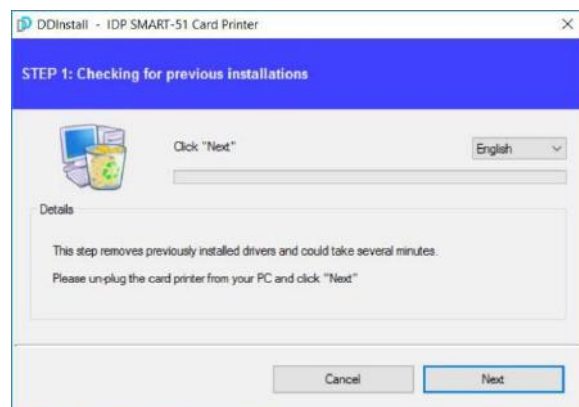 DDInstall - IDP SMART-51 Card Printer
STEP 1: Checking for previous installations
Click "Next"
English
Details
This step removes previously installed drivers and could take several minutes.
Please un-plug the card printer from your PC and click "Next"
Cancel
Next